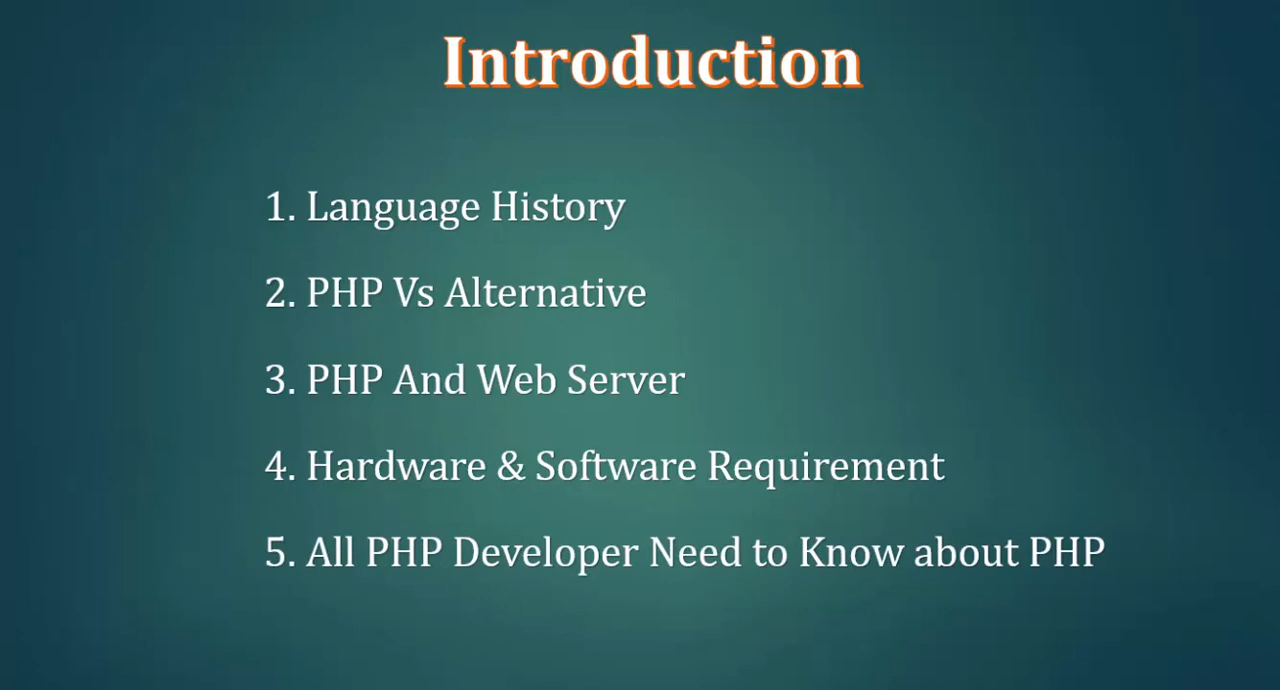 Introduction
1. Language History
2. PHP Vs Alternative
3. PHP And Web Server
4. Hardware & Software Requirement
5. All PHP Developer Need to Know about PHP